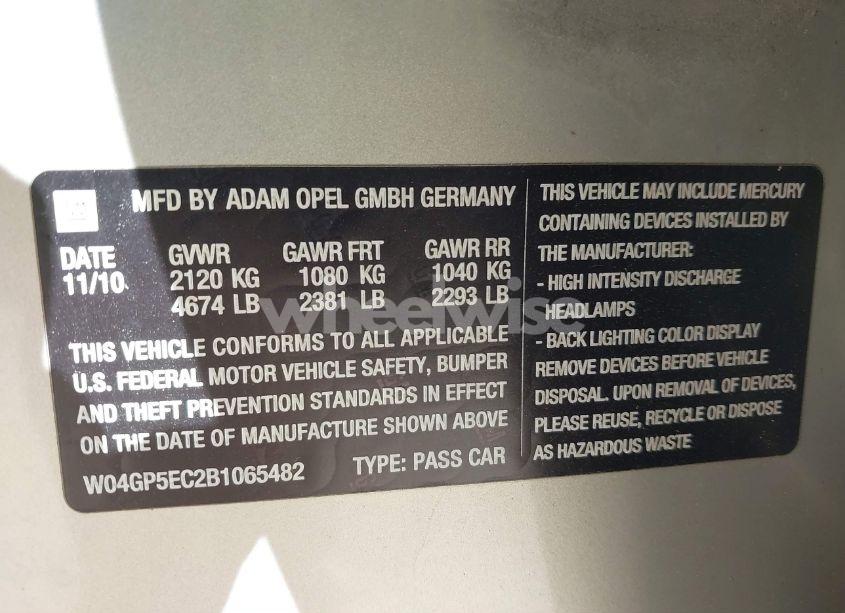 MFD BY ADAM OPEL GMBH GERMANY
DATE GVWR GAWR FRT GAWR RR
11/10 2120 KG 1080 KG 1040 KG
4674 LB 2381 LB 2293 LB
THIS VEHICLE CONFORMS TO ALL APPLICABLE
U.S. FEDERAL MOTOR VEHICLE SAFETY, BUMPER
AND THEFT PREVENTION STANDARDS IN EFFECT
ON THE DATE OF MANUFACTURE SHOWN ABOVE
W04GP5EC2B1065482 TYPE: PASS CAR
THIS VEHICLE MAY INCLUDE MERCURY
CONTAINING DEVICES INSTALLED BY
THE MANUFACTURER:
- HIGH INTENSITY DISCHARGE
HEADLAMPS
- BACK LIGHTING COLOR DISPLAY
REMOVE DEVICES BEFORE VEHICLE
DISPOSAL. UPON REMOVAL OF DEVICES,
PLEASE REUSE, RECYCLE OR DISPOSE
AS HAZARDOUS WASTE
wheelwise